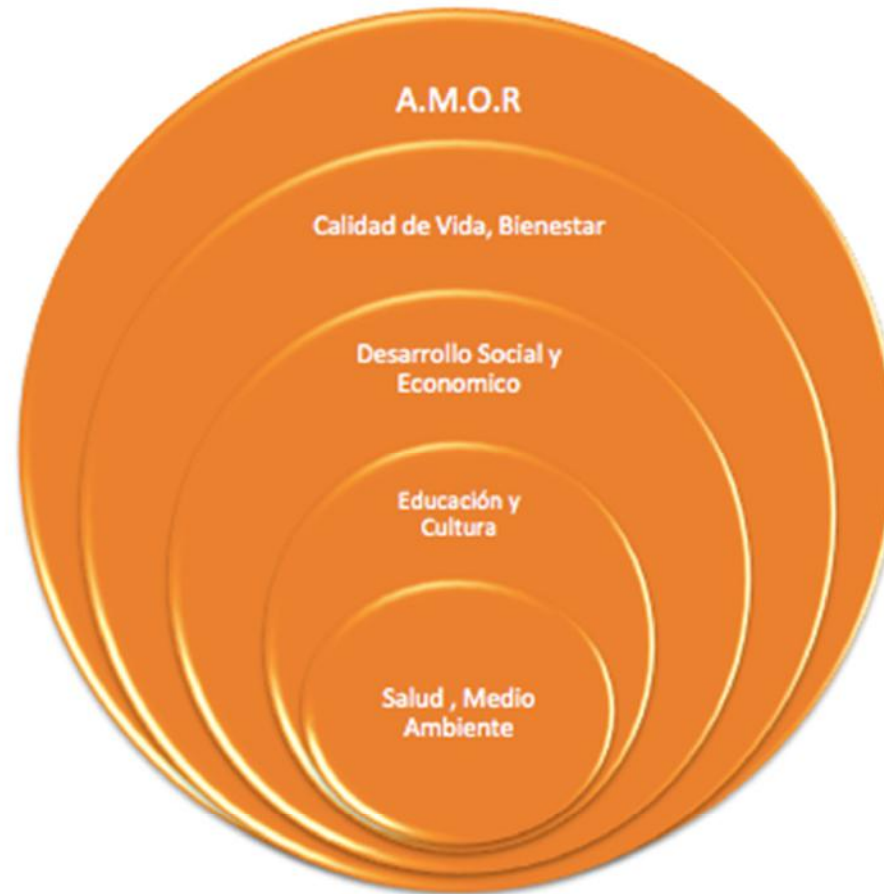 A.M.O.R
Calidad de Vida, Bienestar
Desarrollo Social y
Economico
Educación y
Cultura
Salud , Medio
Ambiente